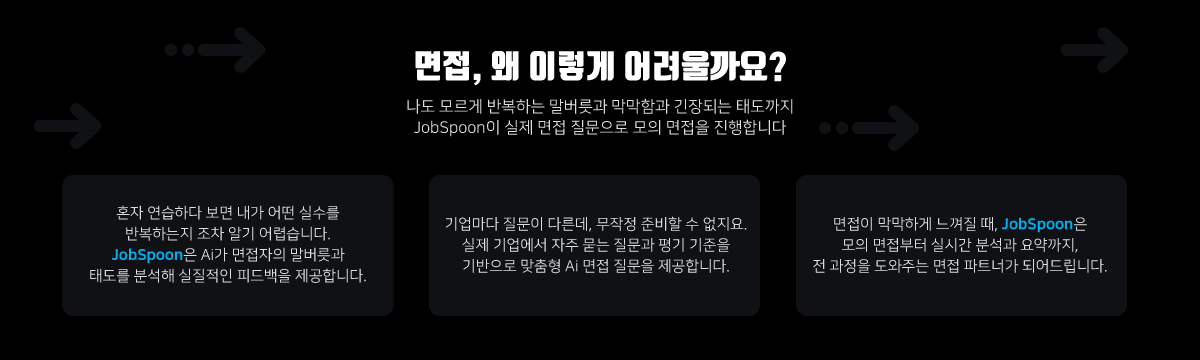 면접, 왜 이렇게 어려울까요?
나도 모르게 반복하는 말버릇과 막막함과 긴장되는 태도까지
JobSpoon이 실제 면접 질문으로 모의 면접을 진행합니다
혼자 연습하다 보면 내가 어떤 실수를
반복하는지 조차 알기 어렵습니다.
JobSpoon은 Ai가 면접자의 말버릇과
태도를 분석해 실질적인 피드백을 제공합니다.
기업마다 질문이 다른데, 무작정 준비할 수 없지요.
실제 기업에서 자주 묻는 질문과 평기 기준을
기반으로 맞춤형 Ai 면접 질문을 제공합니다.
면접이 막막하게 느껴질 때, JobSpoon은
모의 면접부터 실시간 분석과 요약까지,
전 과정을 도와주는 면접 파트너가 되어드립니다.